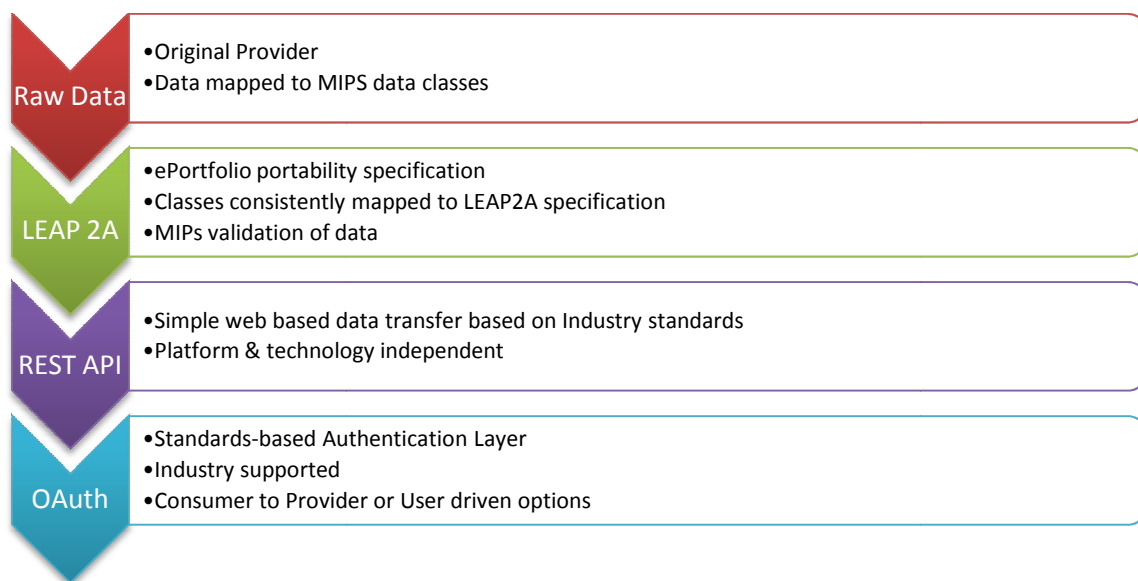 Raw Data
•Original Provider
•Data mapped to MIPS data classes
LEAP 2A
•ePortfolio portability specification
•Classes consistently mapped to LEAP2A specification
•MIPs validation of data
REST API
•Simple web based data transfer based on Industry standards
•Platform & technology independent
OAuth
•Standards-based Authentication Layer
•Industry supported
•Consumer to Provider or User driven options